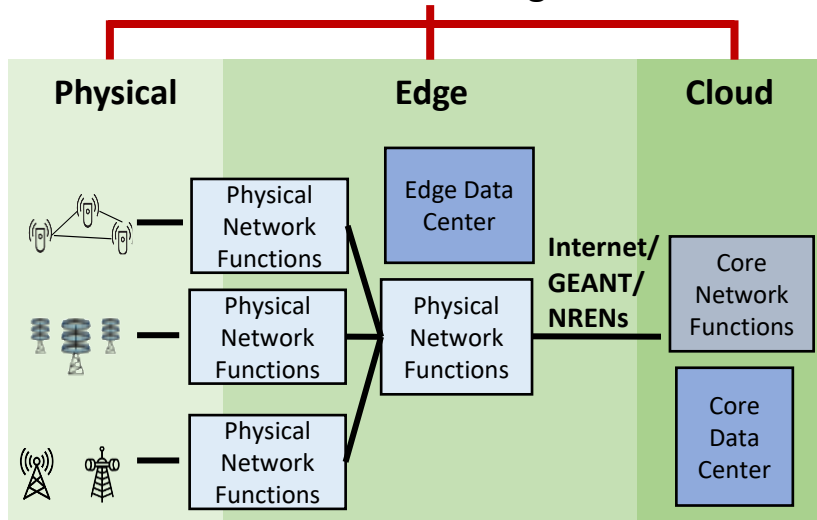 Physical
Edge
Cloud
Physical
Network
Functions
Edge Data
Center
Internet/
GEANT/
NRENs
Core
Network
Functions
Physical
Network
Functions
Physical
Network
Functions
Physical
Network
Functions
Core
Data
Center